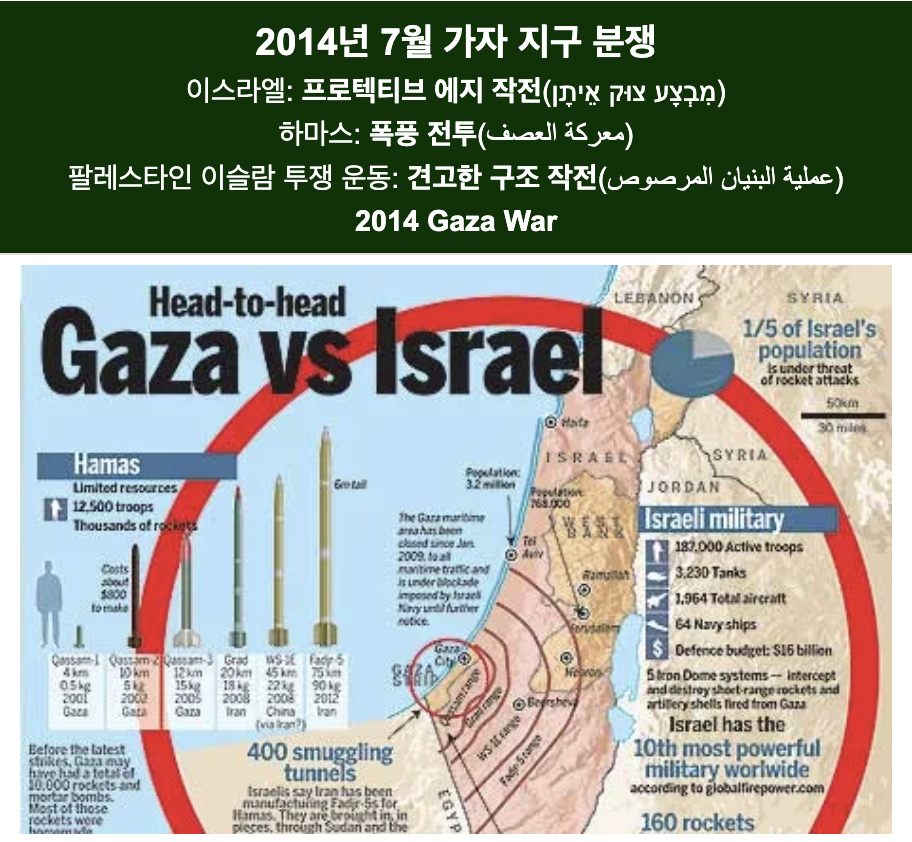 2014년 7월 가자 지구 분쟁
이스라엘: 프로텍티브 에지 작전(מִבְצָע צוּק אֵיתָן)
하마스: 폭풍 전투(معركة العصف)
팔레스타인 이슬람 투쟁 운동: 견고한 구조 작전(عملية البنيان المرصوص)
2014 Gaza War
Head-to-head
Gaza vs Israel
LEBANON
SYRIA
1/5 of Israel's
population
is under threat
of rocket attacks
50km
30 miles
Haifa
ISRAEL
SYRIA
JORDAN
Hamas
Limited resources
12,500 troops
Thousands of rockets
6m tall
Costs
about
$800
to make
Qassam-1
4 km
0.5 kg
2001
Gaza
Qassam-2
10 km
5 kg
2002
Gaza
Qassam-3
12 km
15 kg
2005
Gaza
Grad
20 km
18 kg
2008
Iran
WS-1E
45 km
22 kg
2008
China
(via Iran?)
Fadjr-5
75 km
90 kg
2012
Iran
Population:
3.2 million
Population:
768,000
The Gaza maritime
area has been
closed since Jan.
2009, to all
maritime traffic and
is under blockade
imposed by Israeli
Navy until further
notice.
WEST
BANK
Tel
Aviv
Ramallah
Jerusalem
Gaza
City
GAZA
STRIP
Hebron
Beersheva
Qassam range
Grad range
WS-1E range
Fadjr-5 range
EGYP
Israeli military
187,000 Active troops
3,230 Tanks
1,964 Total aircraft
64 Navy ships
$ Defence budget: $16 billion
5 Iron Dome systems — intercept
and destroy short-range rockets and
artillery shells fired from Gaza
Israel has the
10th most powerful
military worlwide
according to globalfirepower.com
160 rockets
Before the latest
strikes, Gaza may
have had a total of
10,000 rockets and
mortar bombs.
Most of those
rockets were
homemade
400 smuggling
tunnels
Israelis say Iran has been
manufacturing Fadjr-5s for
Hamas. They are brought in, in
pieces, through Sudan and the